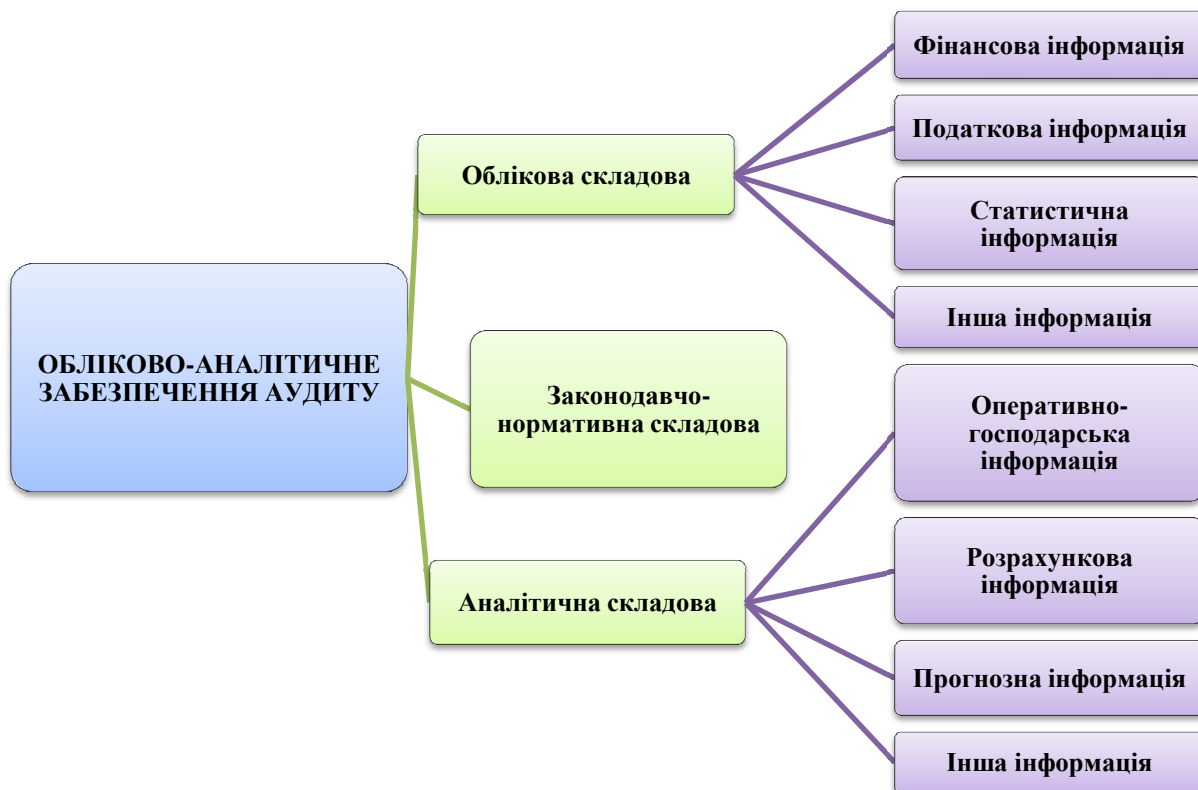 ОБЛІКОВО-АНАЛІТИЧНЕ
ЗАБЕЗПЕЧЕННЯ АУДИТУ
Облікова складова
Фінансова інформація
Податкова інформація
Статистична
інформація
Інша інформація
Законодавчо-
нормативна складова
Аналітична складова
Оперативно-
господарська
інформація
Розрахункова
інформація
Прогнозна інформація
Інша інформація